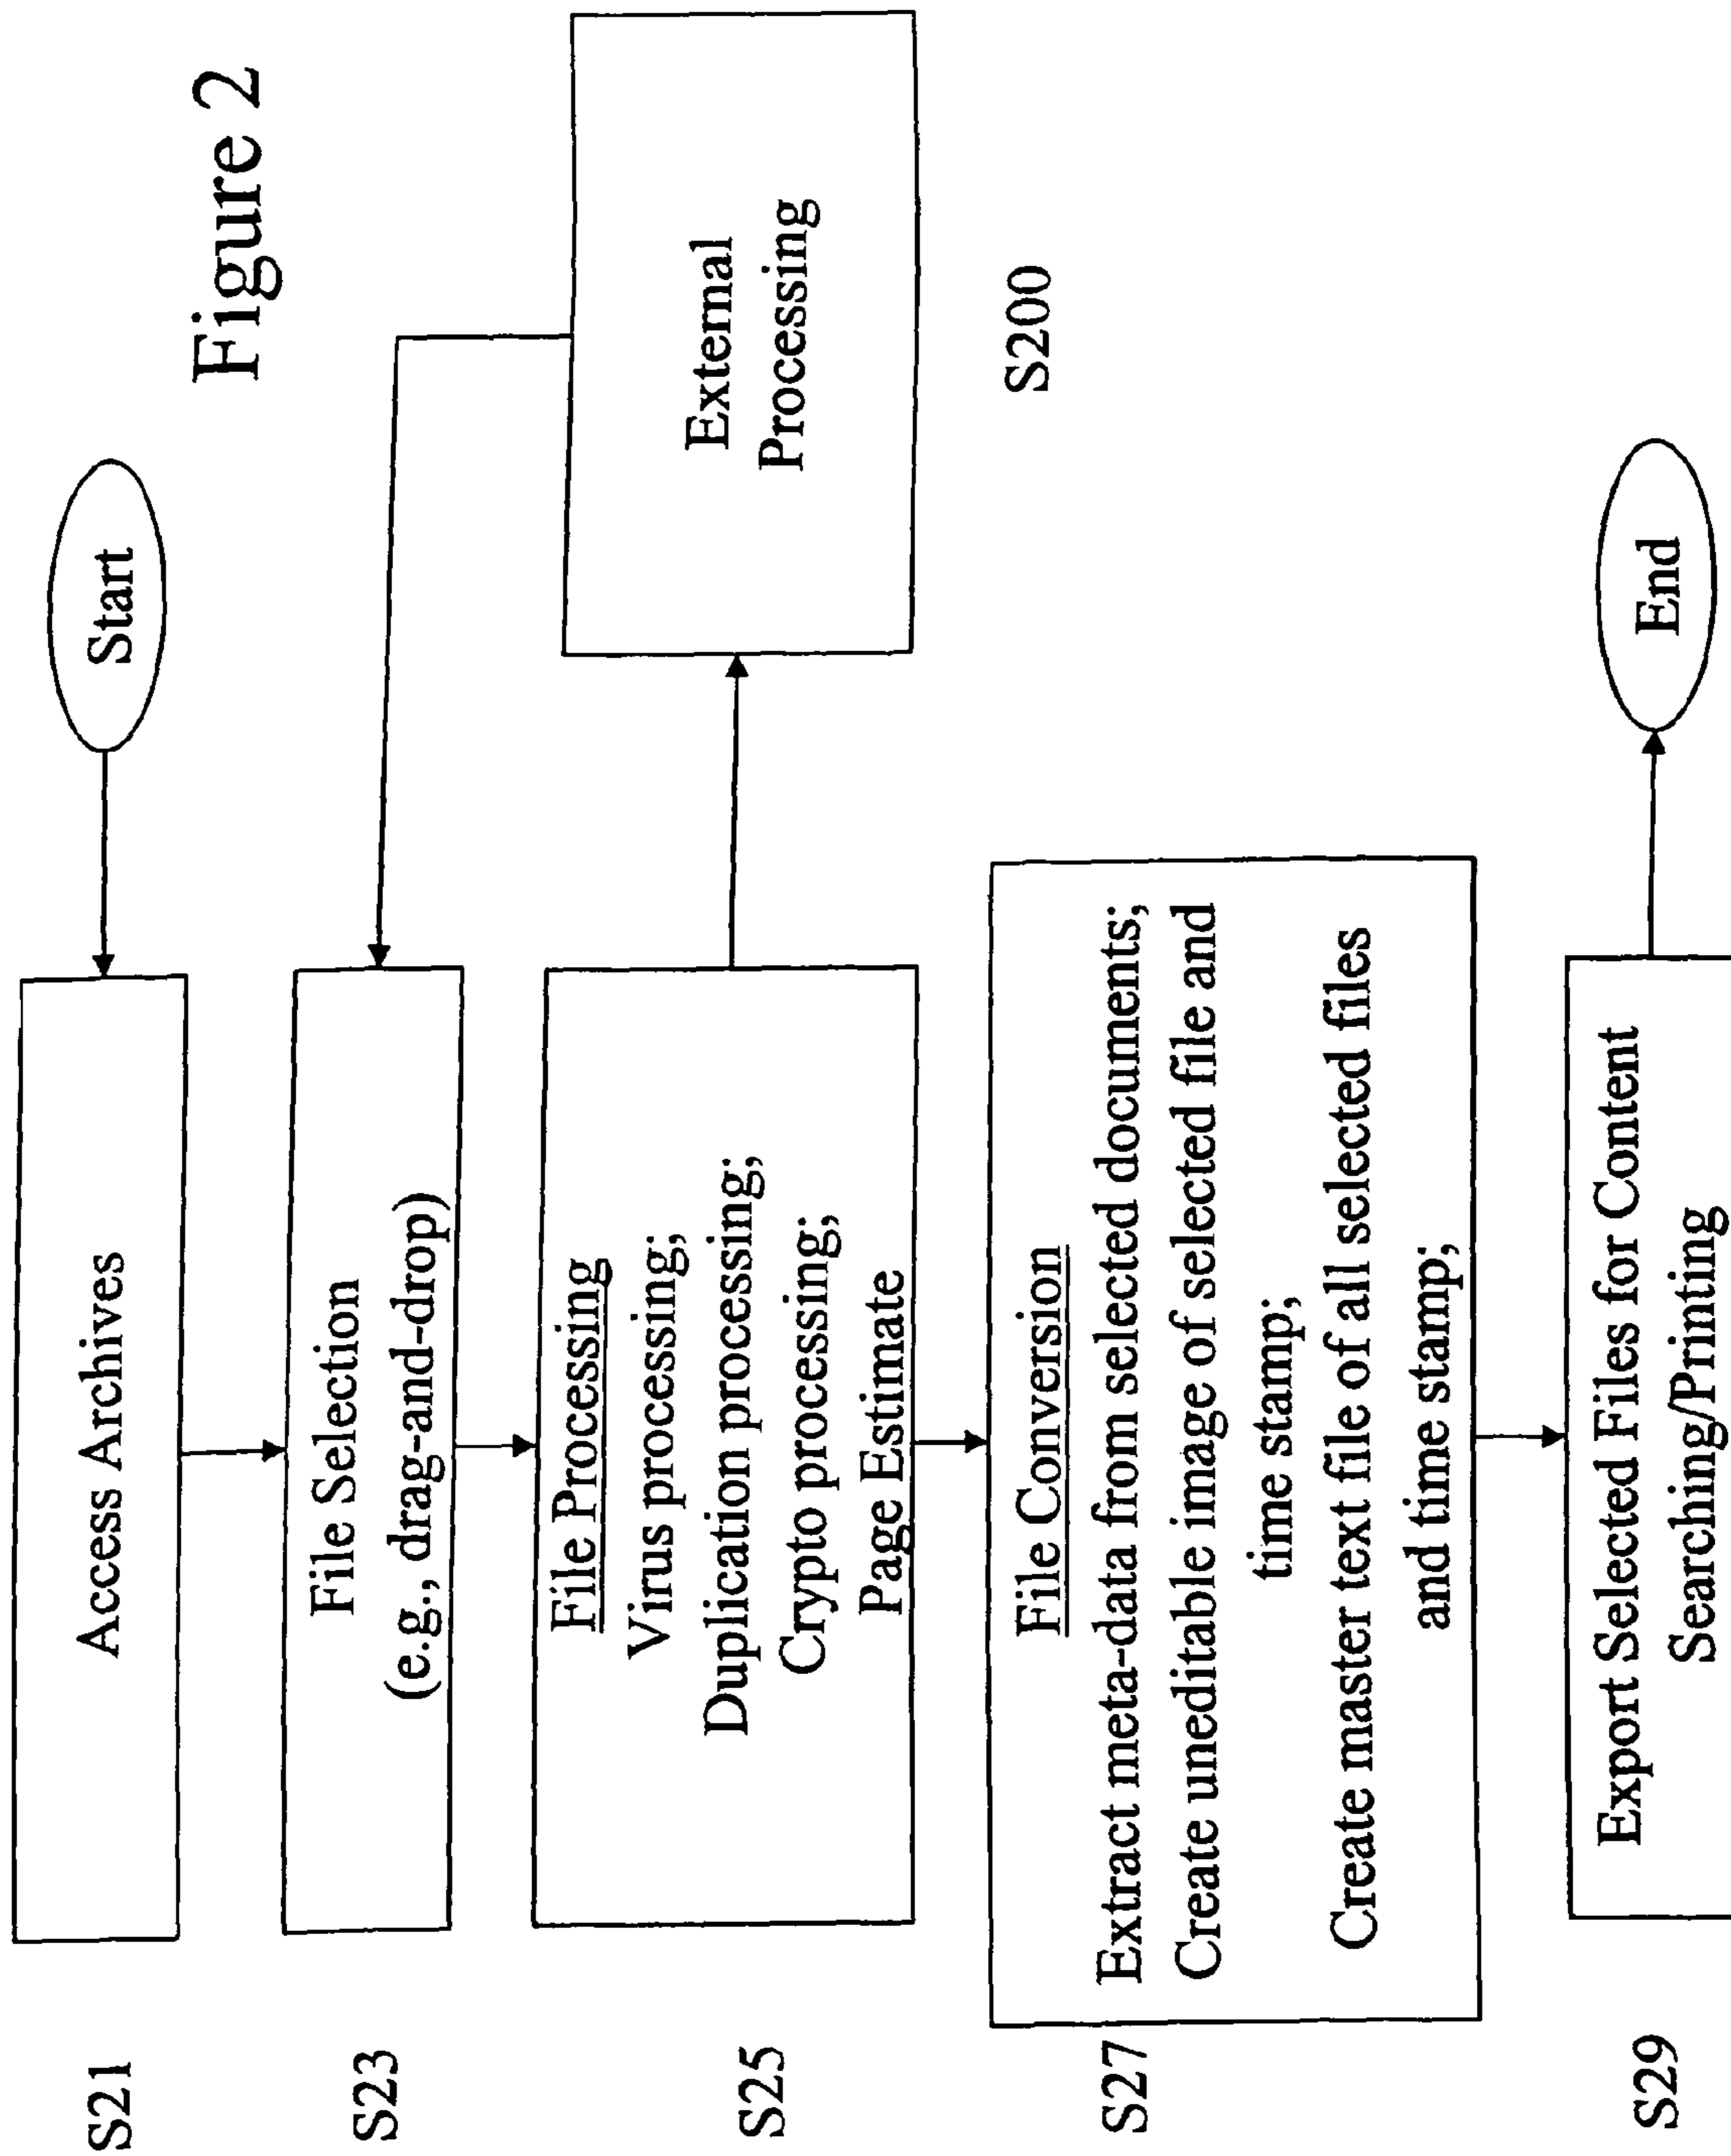 Figure 2
Start
S21
Access Archives
S23
File Selection
(e.g., drag-and-drop)
S25
File Processing
Virus processing;
Duplication processing;
Crypto processing;
Page Estimate
External
Processing
S200
S27
File Conversion
Extract meta-data from selected documents;
Create uneditable image of selected file and
time stamp;
Create master text file of all selected files
and time stamp;
S29
Export Selected Files for Content
Searching/Printing
End